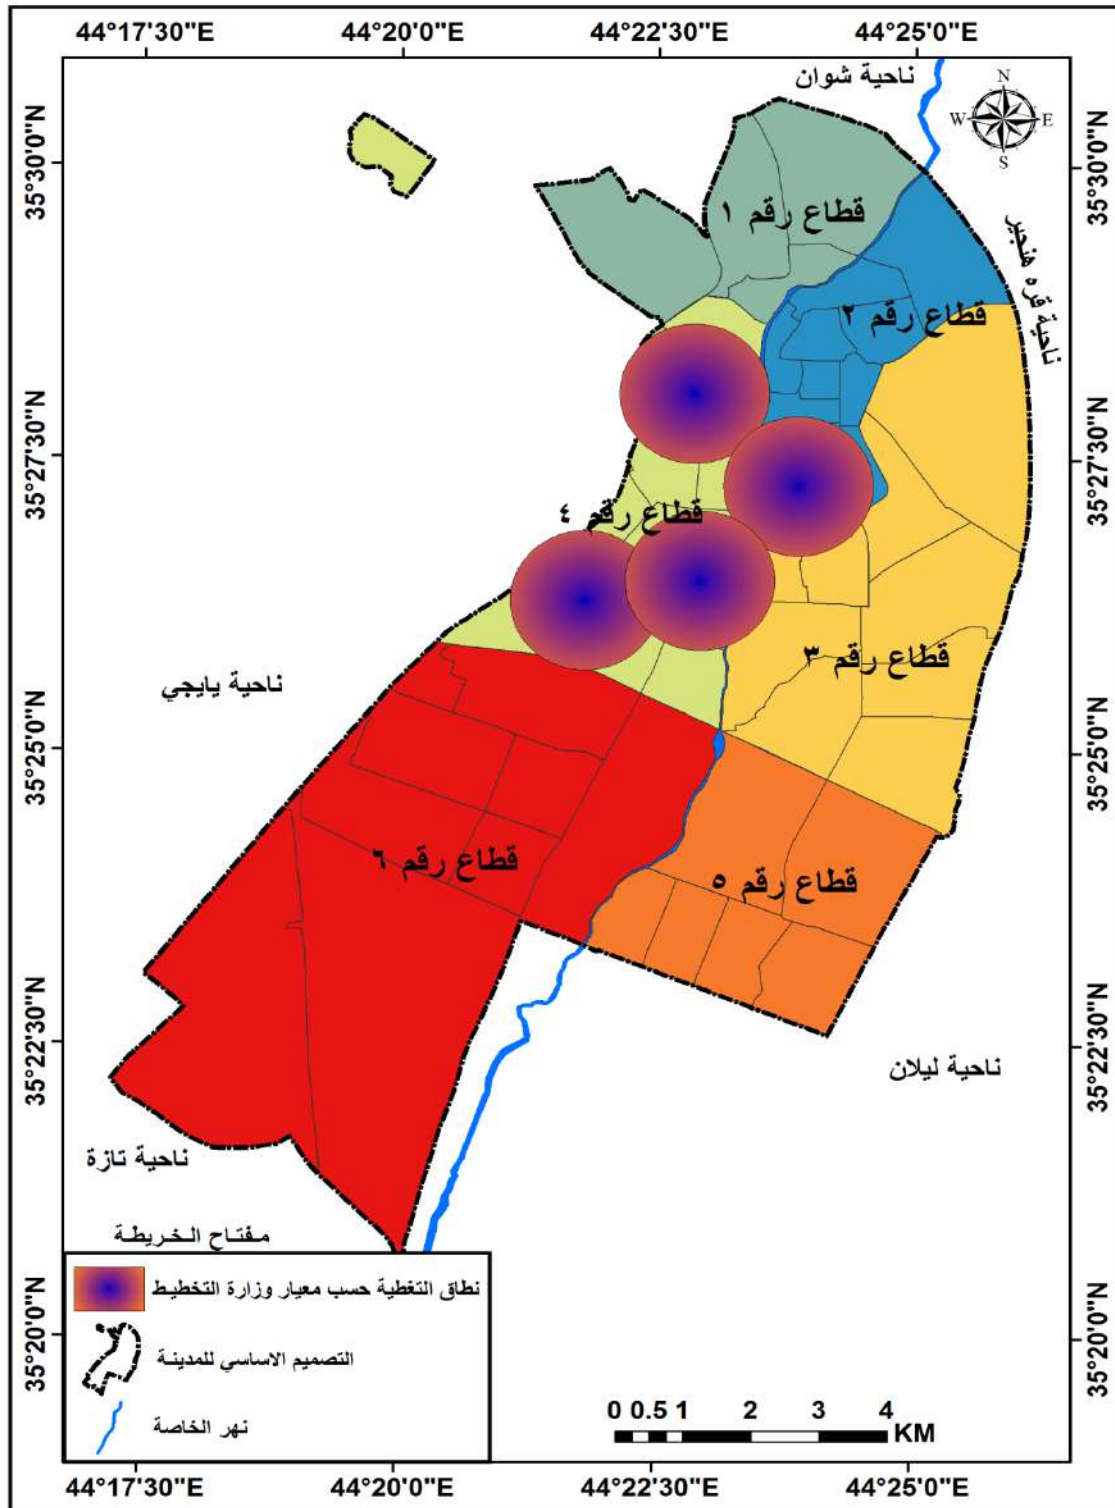 44°17'30"E 44°20'0"E 44°22'30"E 44°25'0"E
ناحية شوان
N
W E
S
35°30'0"N 35°30'0"N
قطاع رقم ١
ناحية قره هنجير
قطاع رقم ٢
35°27'30"N 35°27'30"N
قطاع رقم ٤
قطاع رقم ٣
ناحية يايجي
35°25'0"N 35°25'0"N
قطاع رقم ٦
قطاع رقم ٥
35°22'30"N 35°22'30"N
ناحية ليلان
ناحية تازة
مفتاح الخريطة
نطاق التغطية حسب معيار وزارة التخطيط
35°20'0"N 35°20'0"N
التصميم الاساسي للمدينة
نهر الخاصة
0 0.5 1 2 3 4
KM
44°17'30"E 44°20'0"E 44°22'30"E 44°25'0"E